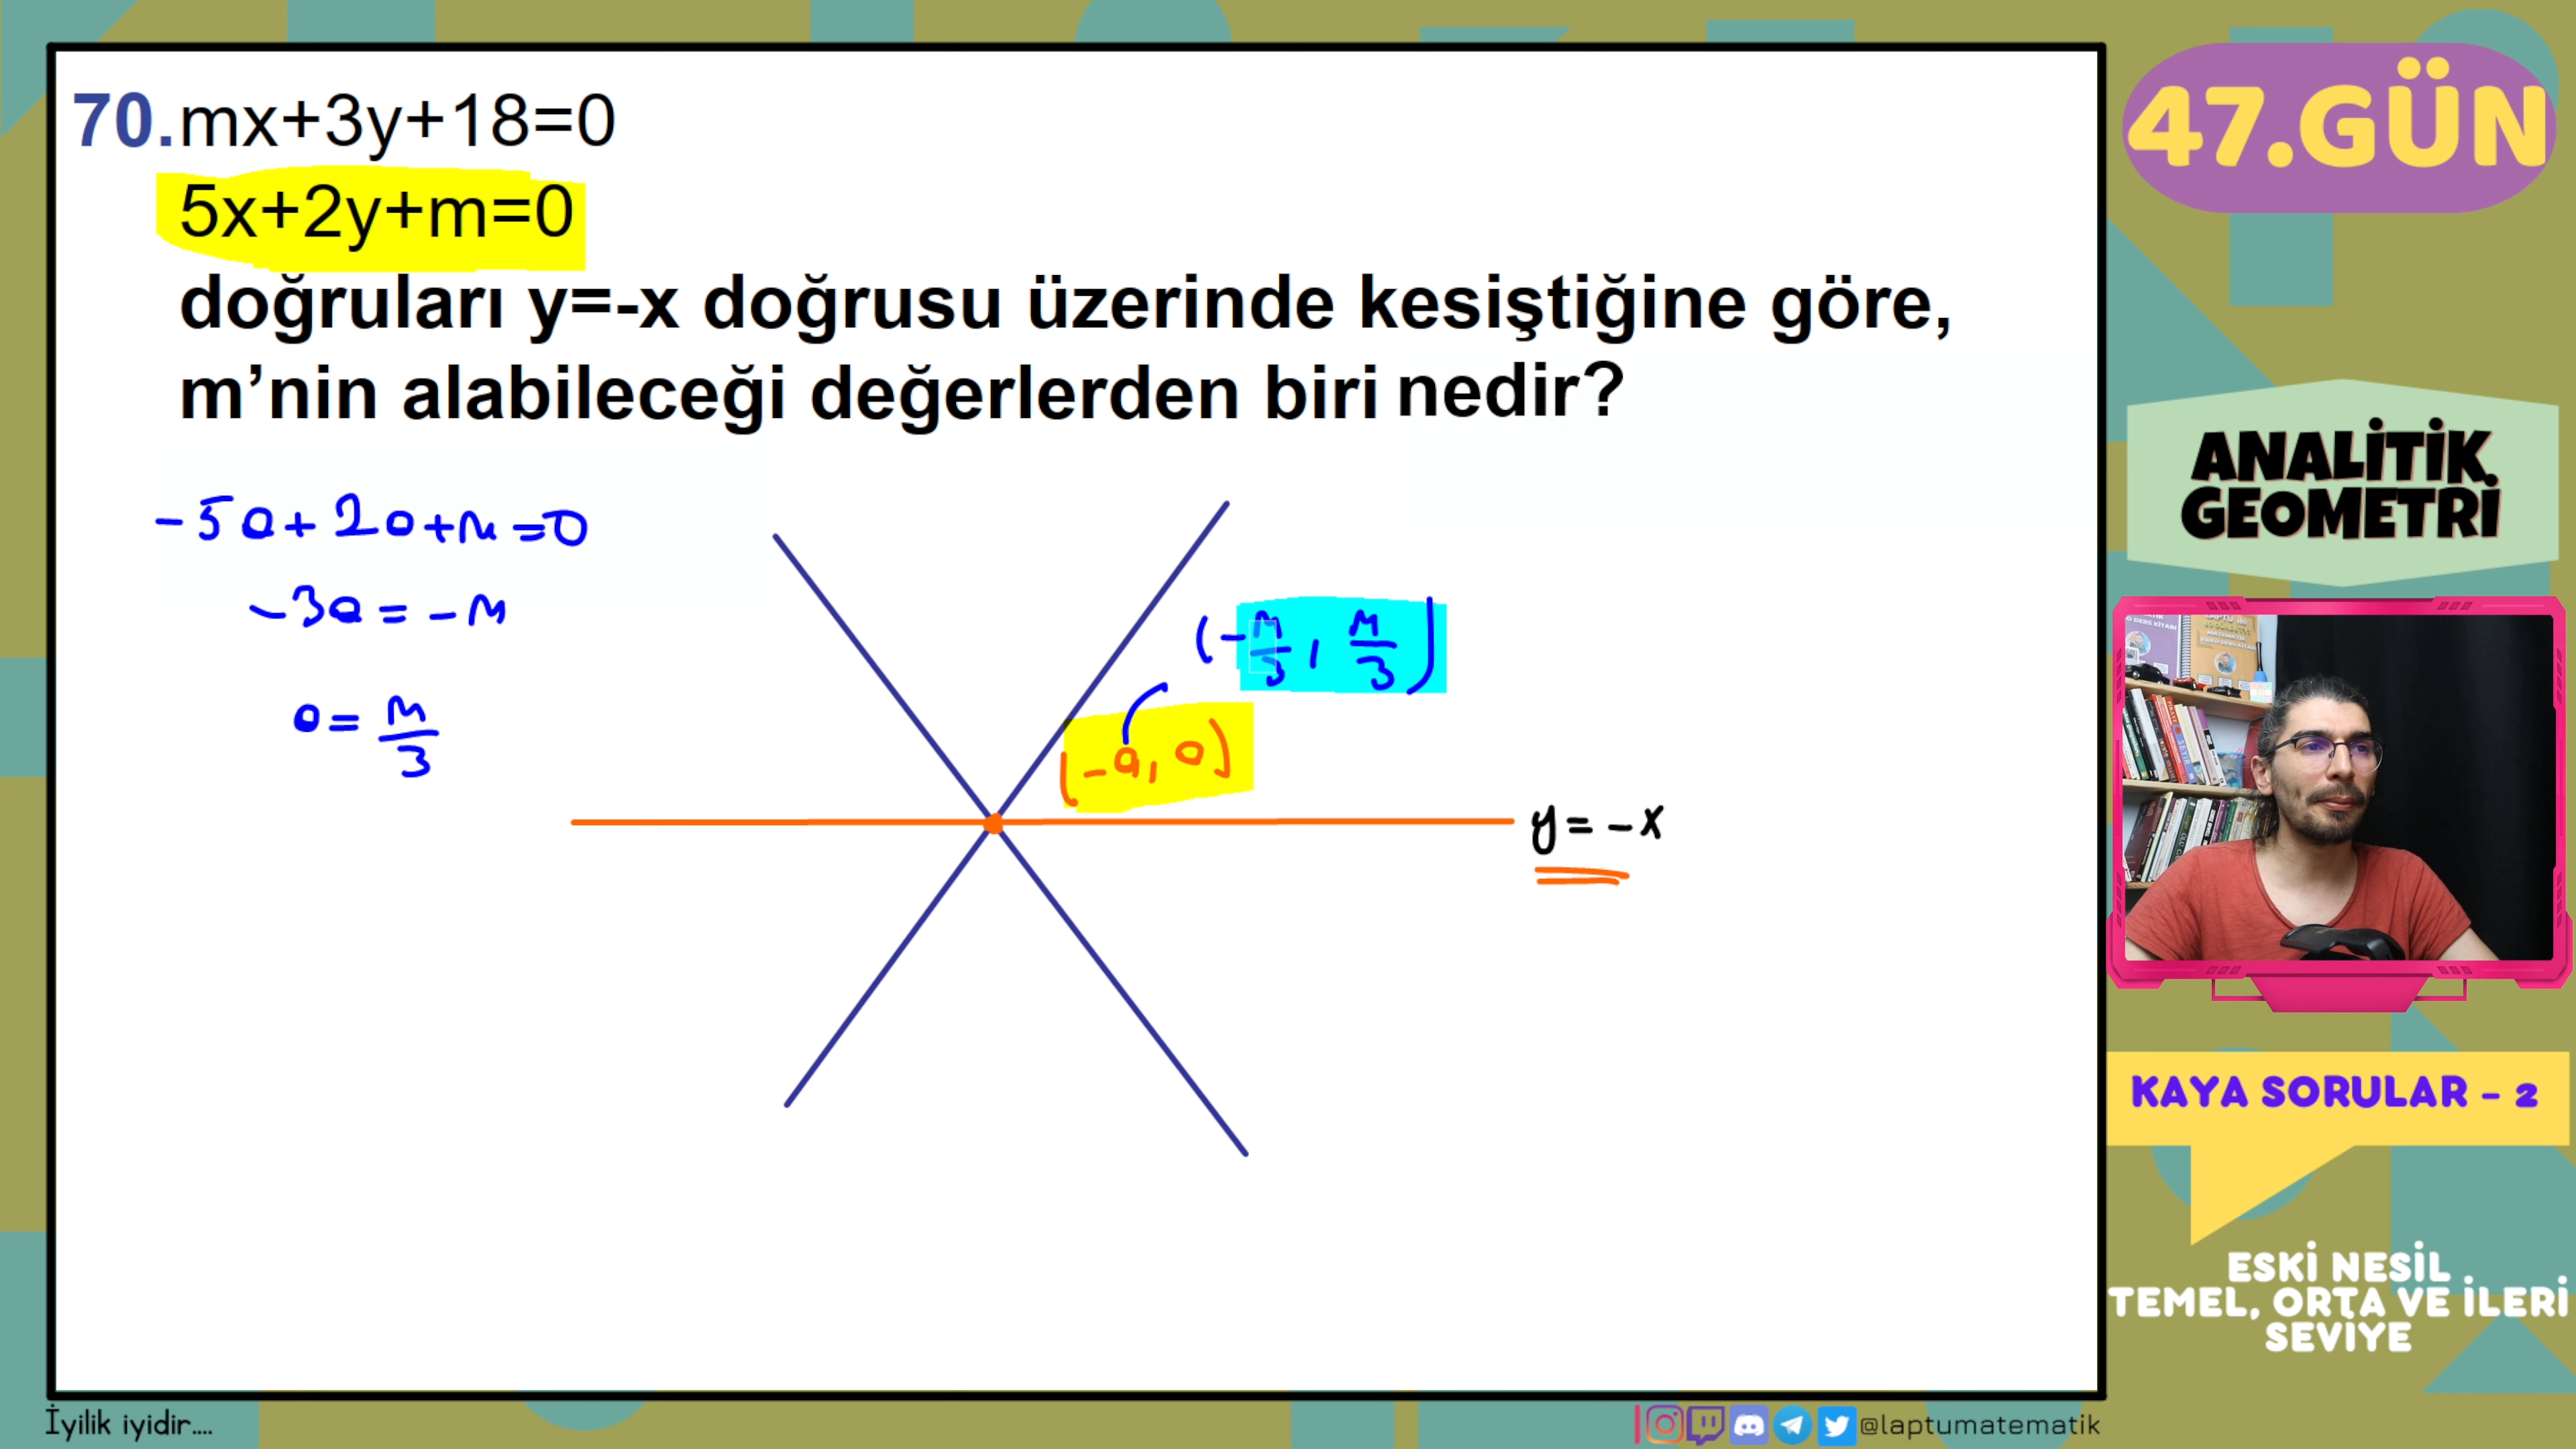 70. mx+3y+18=0
5x+2y+m=0
doğruları y=-x doğrusu üzerinde kesiştiğine göre,
m’nin alabileceği değerlerden biri nedir?
-5a+2a+m=0
-3a=-m
a=m/3
(-m/3, m/3)
(-a, a)
y=-x
47.GÜN
ANALİTİK
GEOMETRİ
KAYA SORULAR - 2
ESKİ NESİL
TEMEL, ORTA VE İLERİ
SEVİYE
İyilik iyidir....
@laptumatematik